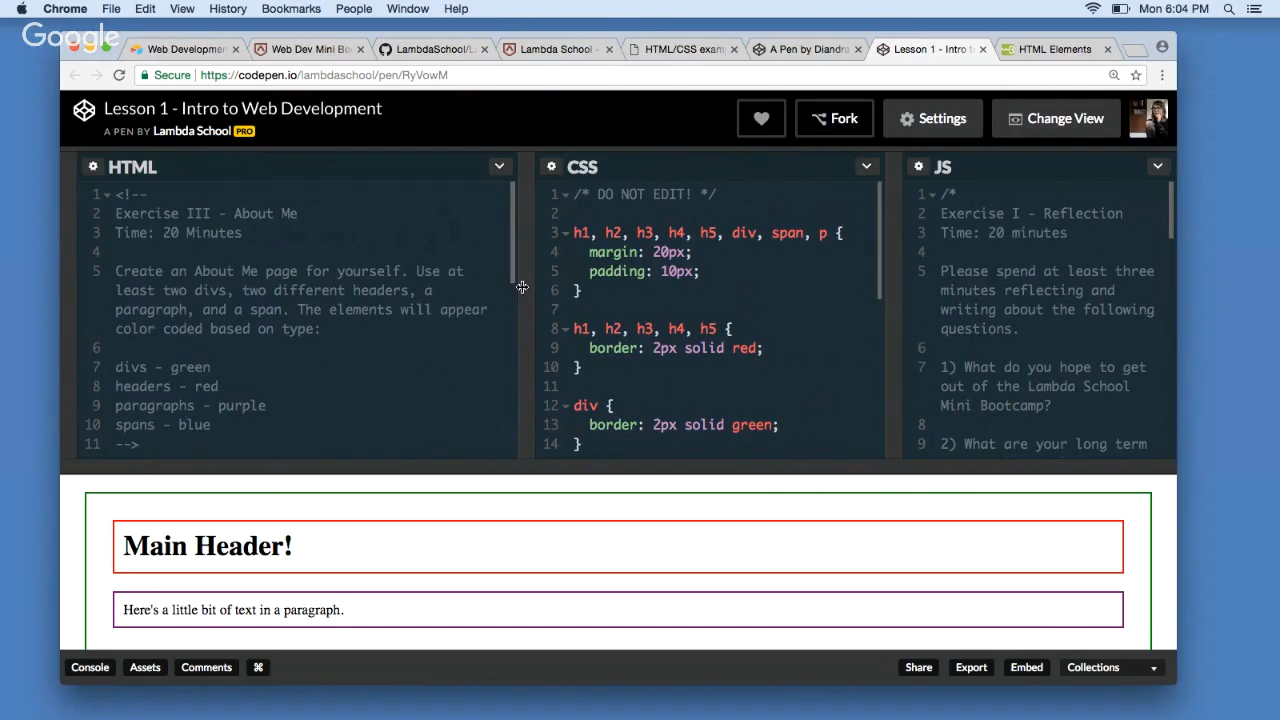 Chrome File Edit View History Bookmarks People Window Help Mon 6:04 PM
Google
Web Developmen Web Dev Mini Bo LambdaSchool/L Lambda School - HTML/CSS exam A Pen by Diandra Lesson 1 - Intro t HTML Elements
Secure https://codepen.io/lambdaschool/pen/RyVowM
Lesson 1 - Intro to Web Development
A PEN BY Lambda School PRO
Fork Settings Change View
HTML
1 <!--
2 Exercise III - About Me
3 Time: 20 Minutes
4
5 Create an About Me page for yourself. Use at
least two divs, two different headers, a
paragraph, and a span. The elements will appear
color coded based on type:
6
7 divs - green
8 headers - red
9 paragraphs - purple
10 spans - blue
11 -->
CSS
1 /* DO NOT EDIT! */
2
3 h1, h2, h3, h4, h5, div, span, p {
4 margin: 20px;
5 padding: 10px;
6 }
7
8 h1, h2, h3, h4, h5 {
9 border: 2px solid red;
10 }
11
12 div {
13 border: 2px solid green;
14 }
JS
1 /*
2 Exercise I - Reflection
3 Time: 20 minutes
4
5 Please spend at least three
minutes reflecting and
writing about the following
questions.
6
7 1) What do you hope to get
out of the Lambda School
Mini Bootcamp?
8
9 2) What are your long term
Main Header!
Here's a little bit of text in a paragraph.
Console Assets Comments ⌘ Share Export Embed Collections